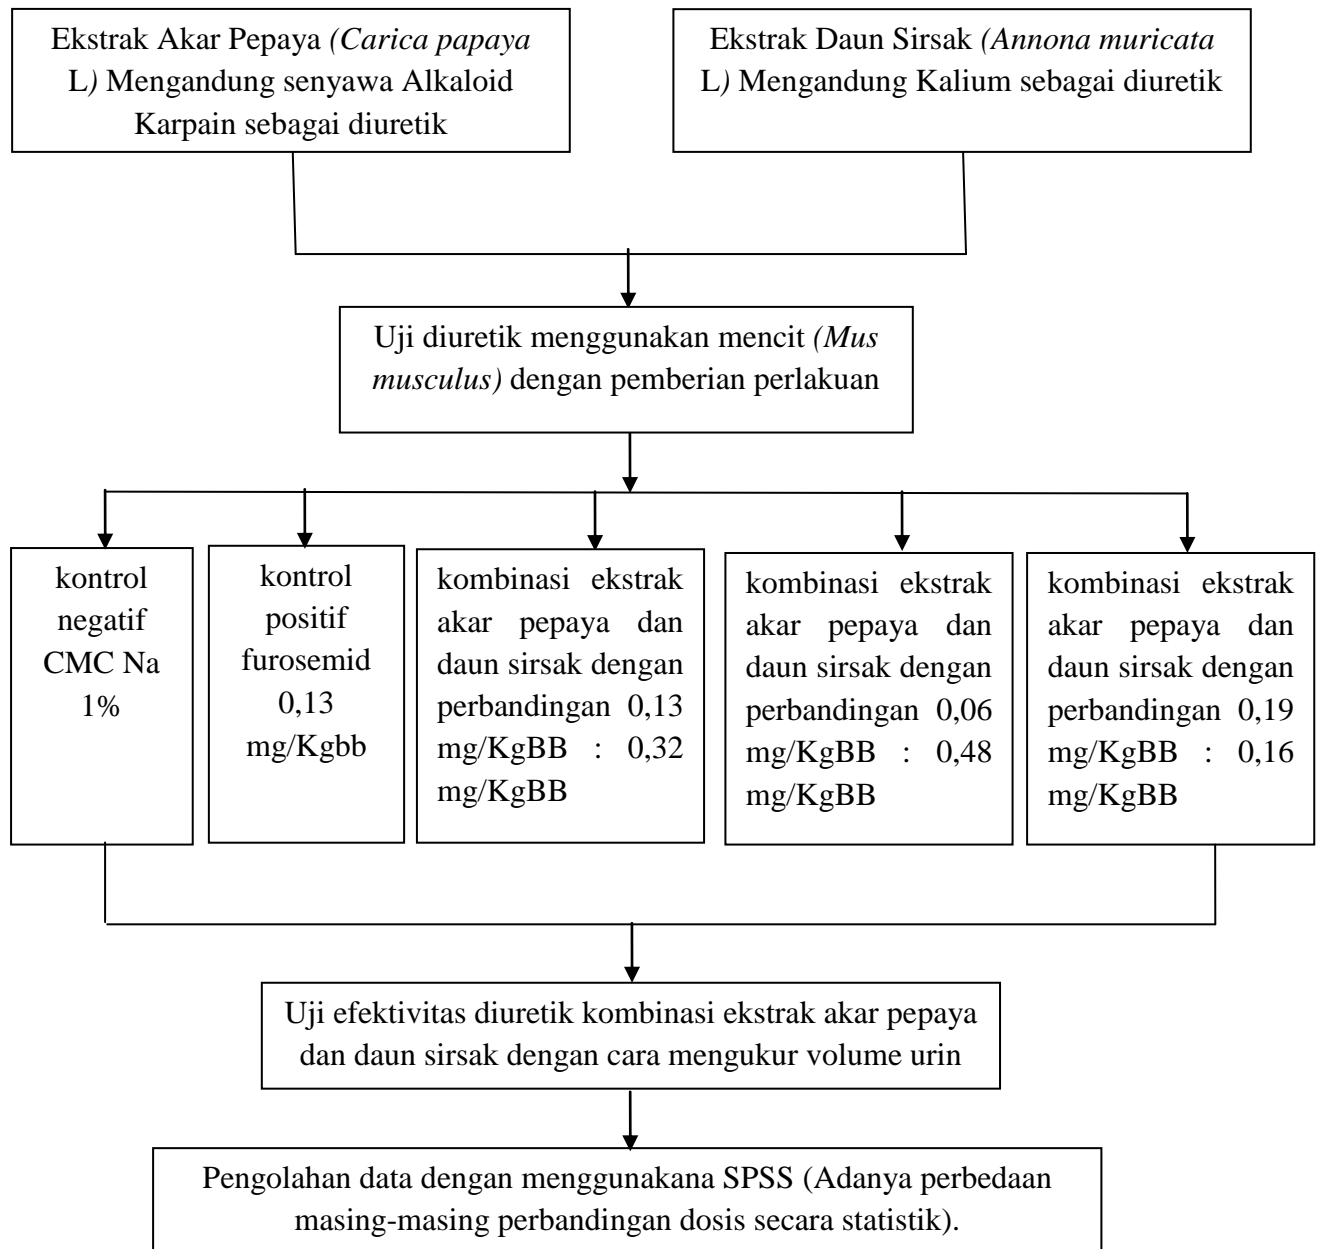 Ekstrak Akar Pepaya (Carica papaya
L) Mengandung senyawa Alkaloid
Karpain sebagai diuretik
Ekstrak Daun Sirsak (Annona muricata
L) Mengandung Kalium sebagai diuretik
Uji diuretik menggunakan mencit (Mus
musculus) dengan pemberian perlakuan
kontrol
negatif
CMC Na
1%
kontrol
positif
furosemid
0,13
mg/Kgbb
kombinasi ekstrak
akar pepaya dan
daun sirsak dengan
perbandingan 0,13
mg/KgBB : 0,32
mg/KgBB
kombinasi ekstrak
akar pepaya dan
daun sirsak dengan
perbandingan 0,06
mg/KgBB : 0,48
mg/KgBB
kombinasi ekstrak
akar pepaya dan
daun sirsak dengan
perbandingan 0,19
mg/KgBB : 0,16
mg/KgBB
Uji efektivitas diuretik kombinasi ekstrak akar pepaya
dan daun sirsak dengan cara mengukur volume urin
Pengolahan data dengan menggunakana SPSS (Adanya perbedaan
masing-masing perbandingan dosis secara statistik).